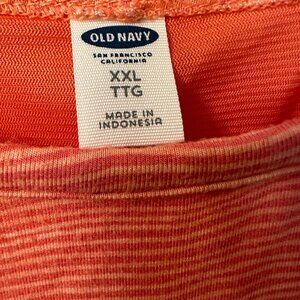 OLD NAVY
SAN FRANCISCO
CALIFORNIA
XXL
TTG
MADE IN
INDONESIA